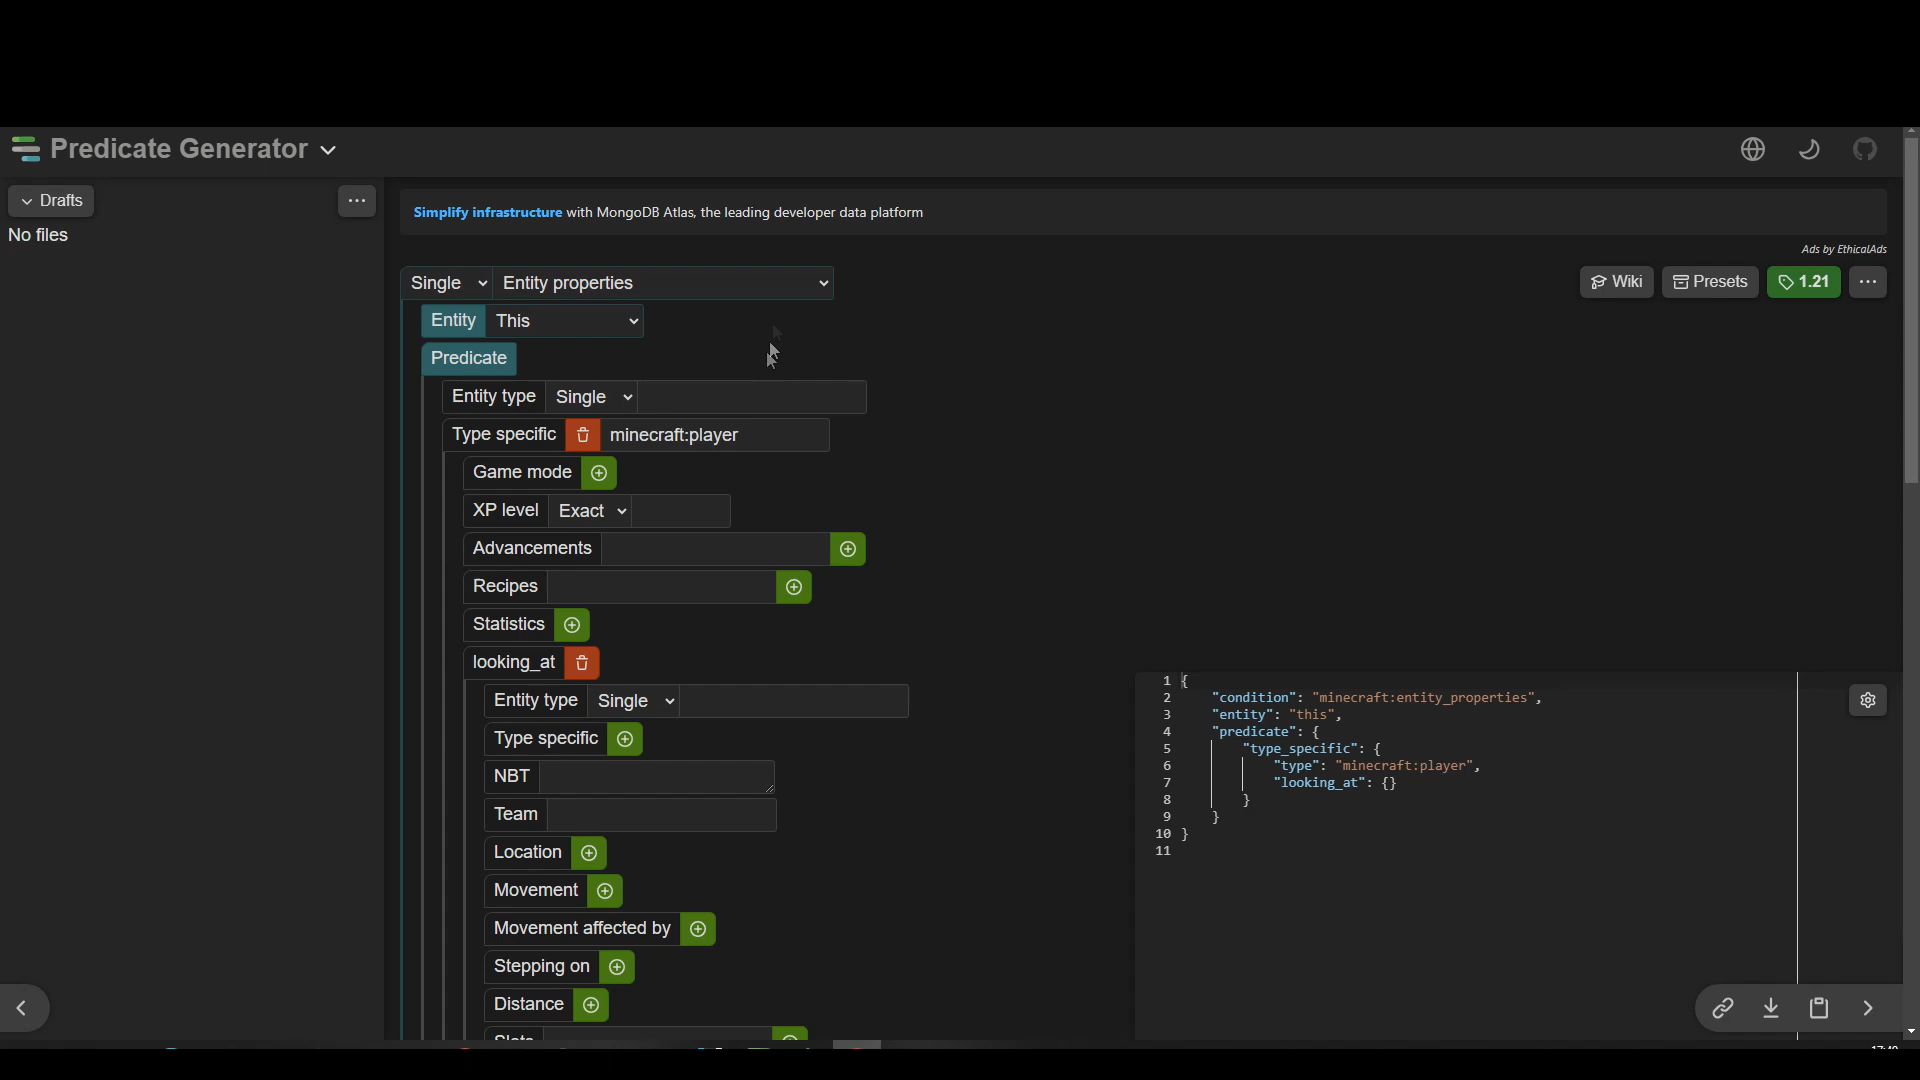 Predicate Generator
Drafts
No files
Simplify infrastructure with MongoDB Atlas, the leading developer data platform
Ads by EthicalAds
Single Entity properties
Wiki Presets 1.21
Entity This
Predicate
Entity type Single
Type specific minecraft:player
Game mode
XP level Exact
Advancements
Recipes
Statistics
looking_at
Entity type Single
Type specific
NBT
Team
Location
Movement
Movement affected by
Stepping on
Distance
Slots
1 {
2 "condition": "minecraft:entity_properties",
3 "entity": "this",
4 "predicate": {
5 "type_specific": {
6 "type": "minecraft:player",
7 "looking_at": {}
8 }
9 }
10 }
11